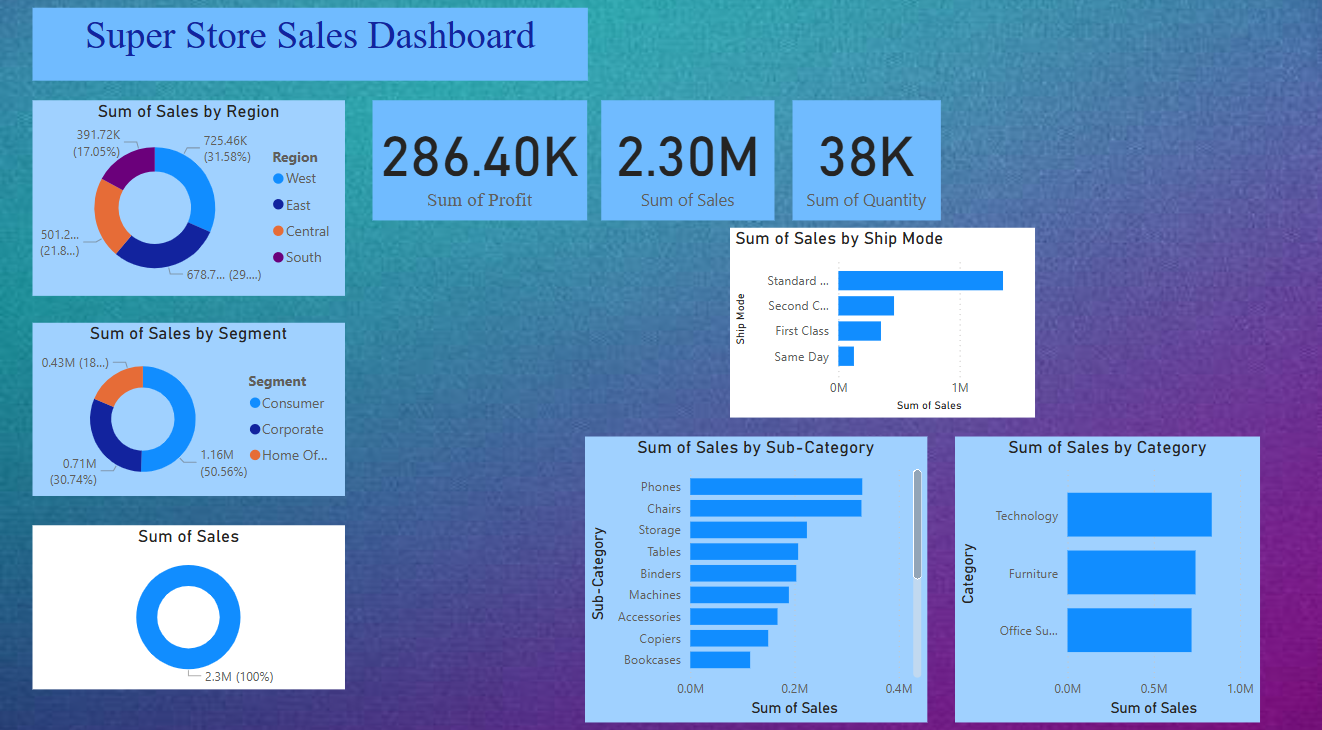 Super Store Sales Dashboard
Sum of Sales by Region
391.72K
(17.05%)
725.46K
(31.58%)
501.2...
(21.8...)
678.7... (29....)
Region
West
East
Central
South
286.40K
Sum of Profit
2.30M
Sum of Sales
38K
Sum of Quantity
Sum of Sales by Ship Mode
Ship Mode
Standard ...
Second C...
First Class
Same Day
0M 1M
Sum of Sales
Sum of Sales by Segment
0.43M (18...)
0.71M
(30.74%)
1.16M
(50.56%)
Segment
Consumer
Corporate
Home Of...
Sum of Sales
2.3M (100%)
Sum of Sales by Sub-Category
Sub-Category
Phones
Chairs
Storage
Tables
Binders
Machines
Accessories
Copiers
Bookcases
0.0M 0.2M 0.4M
Sum of Sales
Sum of Sales by Category
Category
Technology
Furniture
Office Su...
0.0M 0.5M 1.0M
Sum of Sales